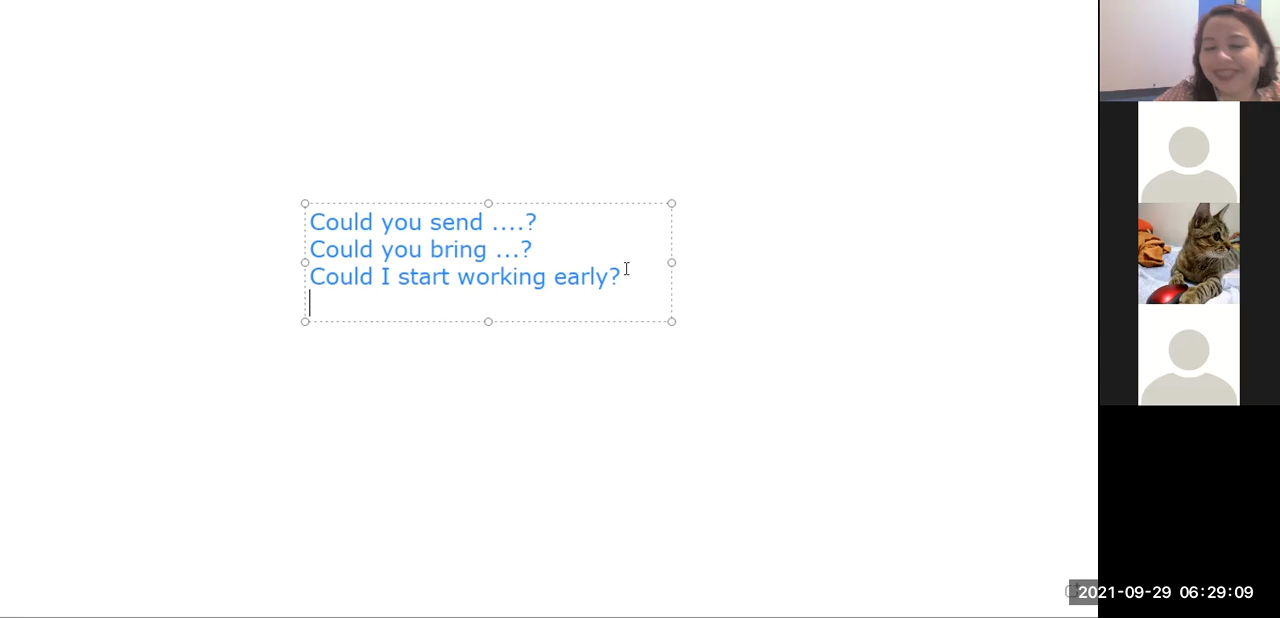 Could you send ....?
Could you bring ...?
Could I start working early?
2021-09-29 06:29:09